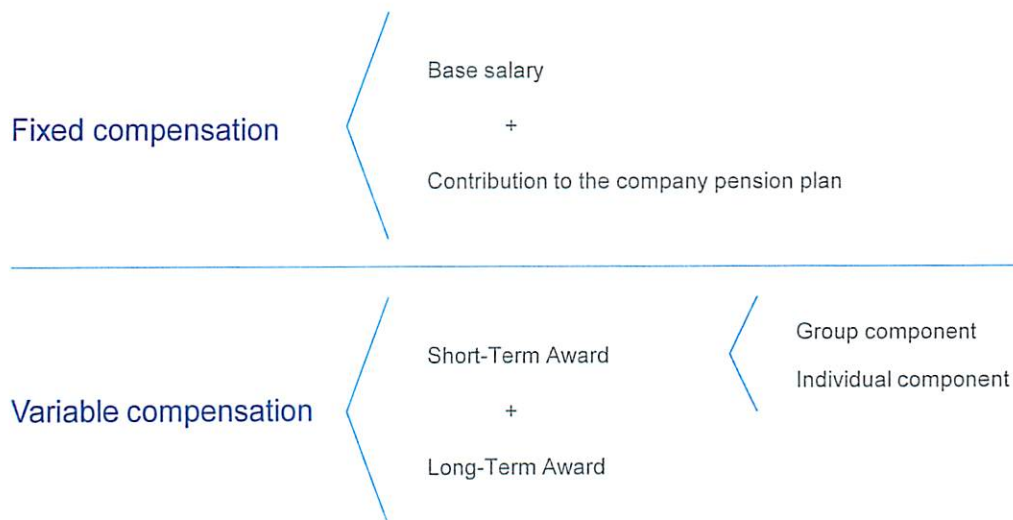 Fixed compensation
Base salary
+
Contribution to the company pension plan
Variable compensation
Short-Term Award
+
Long-Term Award
Group component
Individual component